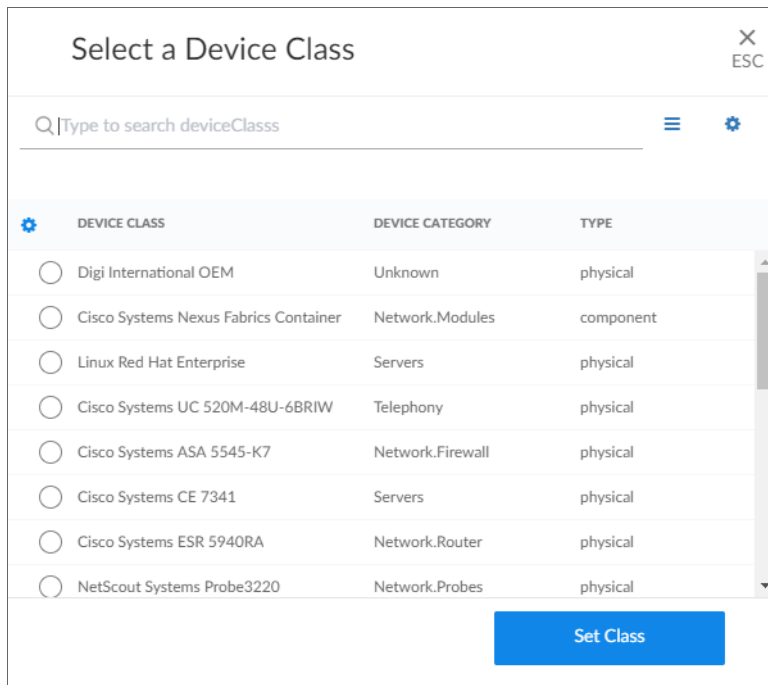 Select a Device Class
ESC
Type to search deviceClasss
DEVICE CLASS DEVICE CATEGORY TYPE
Digi International OEM Unknown physical
Cisco Systems Nexus Fabrics Container Network.Modules component
Linux Red Hat Enterprise Servers physical
Cisco Systems UC 520M-48U-6BRIW Telephony physical
Cisco Systems ASA 5545-K7 Network.Firewall physical
Cisco Systems CE 7341 Servers physical
Cisco Systems ESR 5940RA Network.Router physical
NetScout Systems Probe3220 Network.Probes physical
Set Class